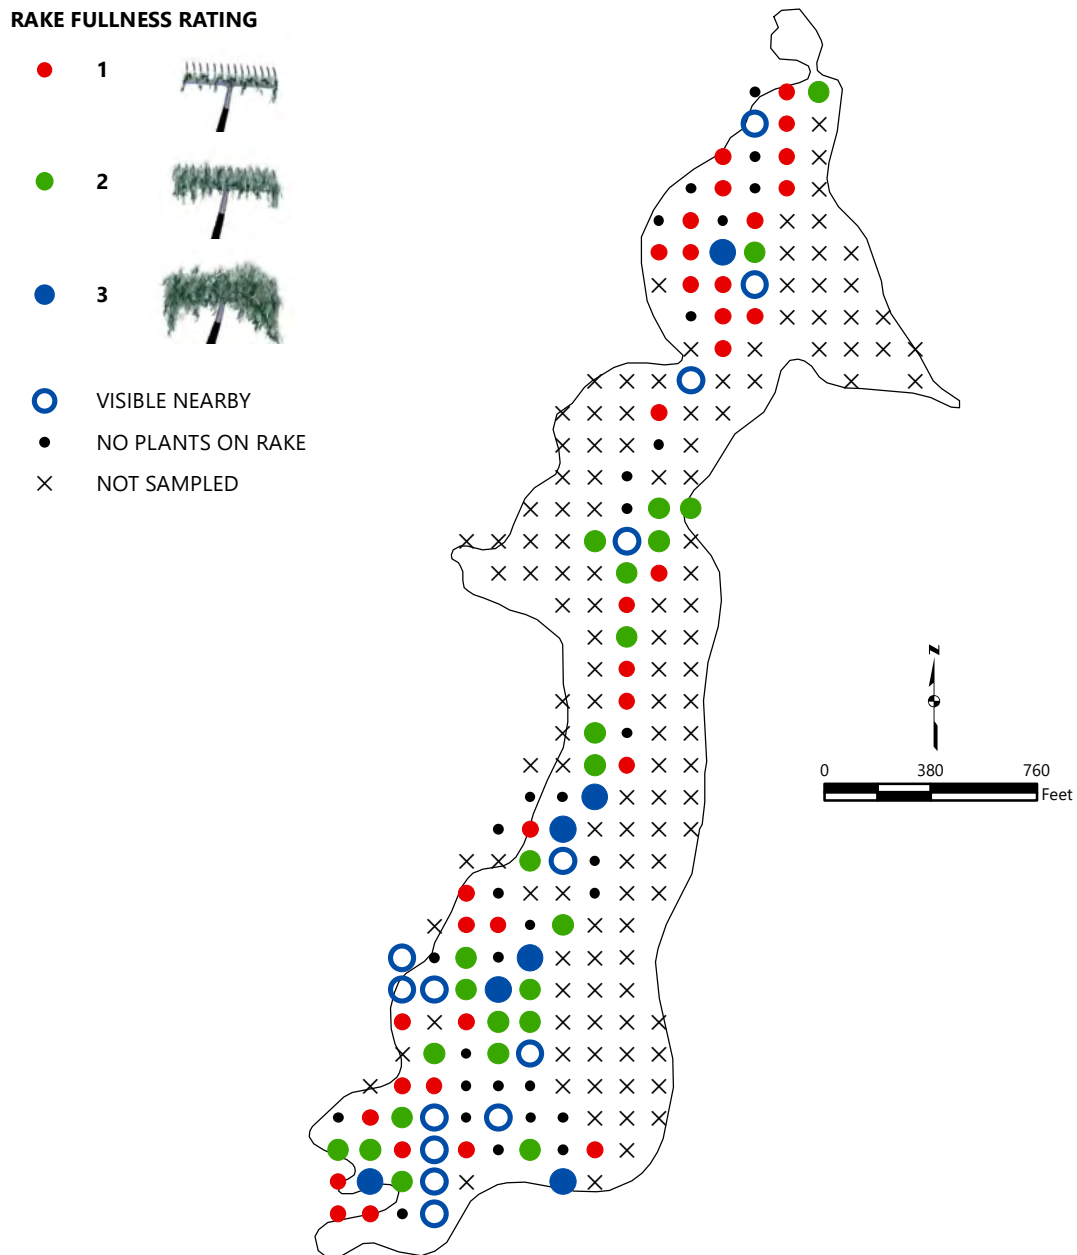 RAKE FULLNESS RATING
1
2
3
VISIBLE NEARBY
NO PLANTS ON RAKE
NOT SAMPLED
N
0 380 760
Feet